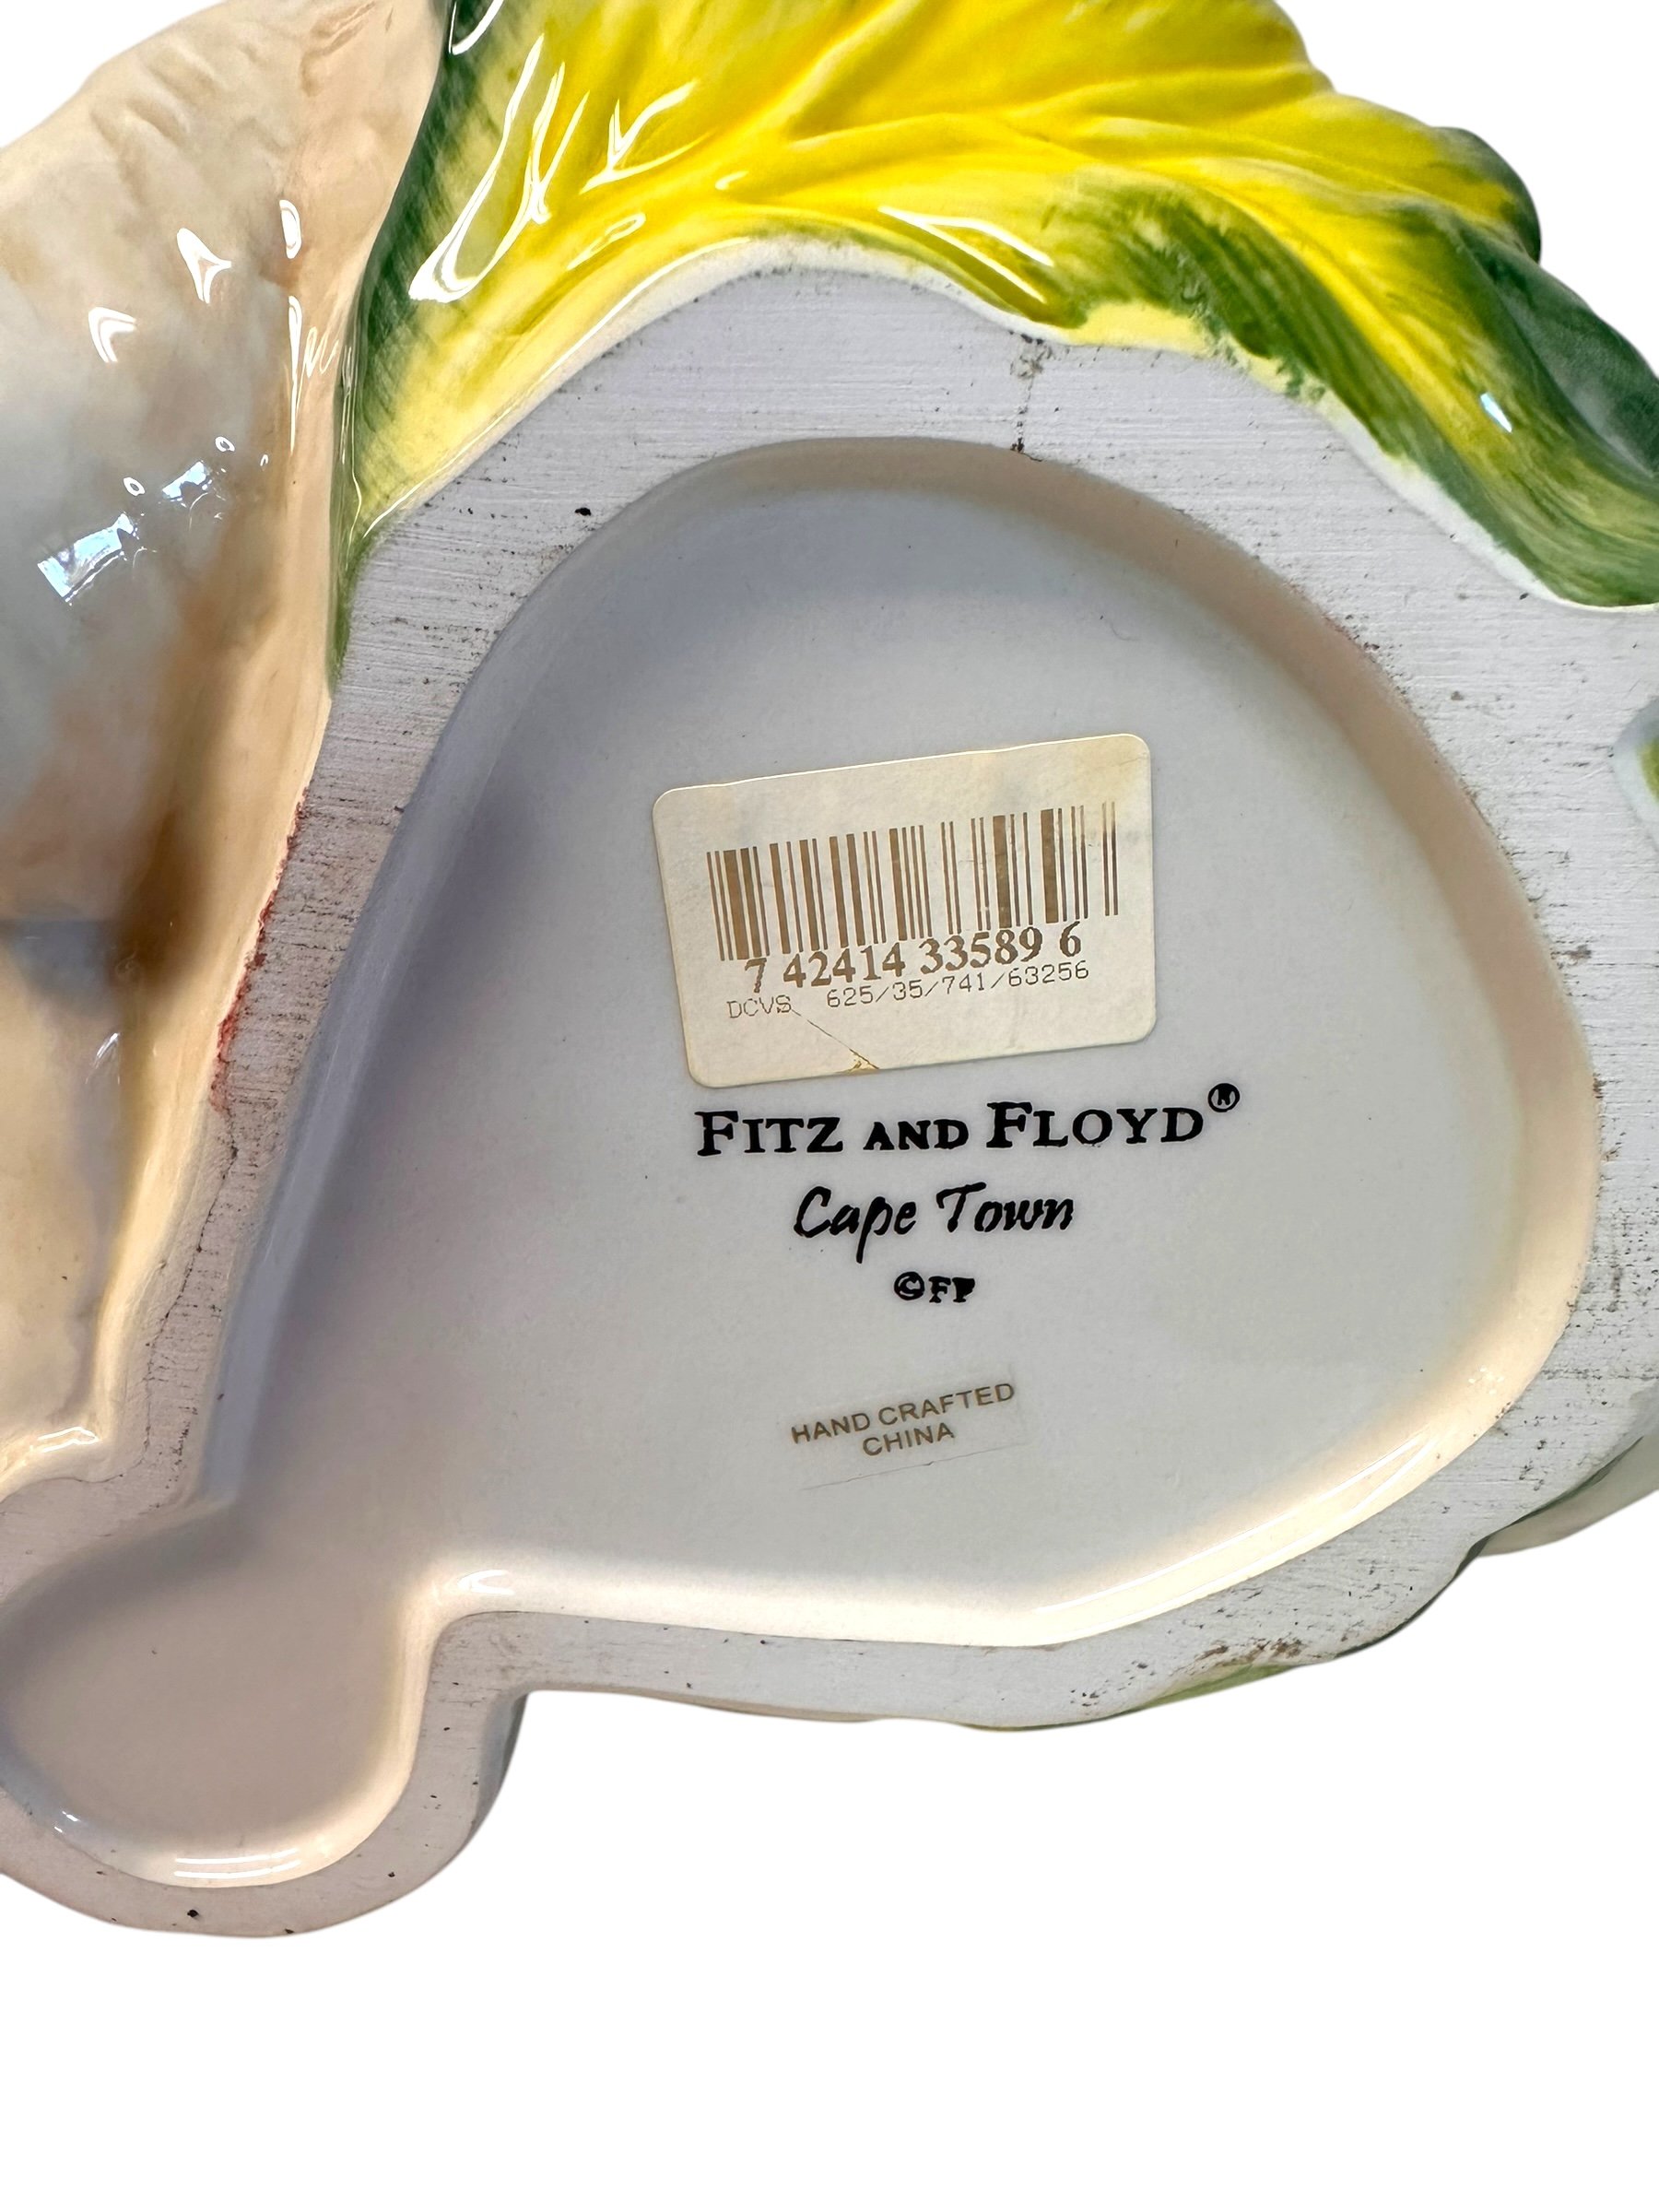 7 42414 33589 6
DCVS 625/35/741/63256
FITZ AND FLOYD®
Cape Town
©FF
HAND CRAFTED
CHINA